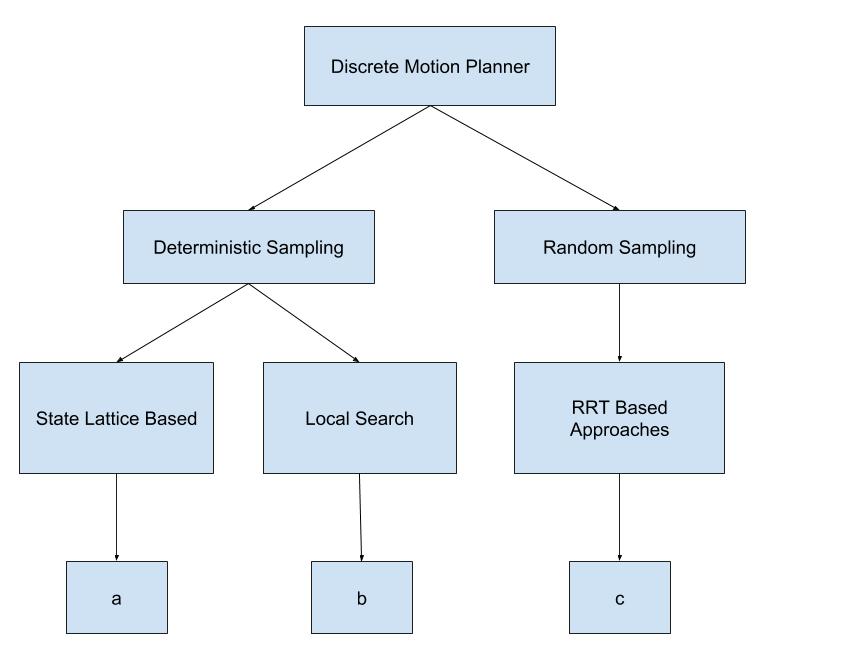 Discrete Motion Planner
Deterministic Sampling
Random Sampling
State Lattice Based
Local Search
RRT Based
Approaches
a
b
c